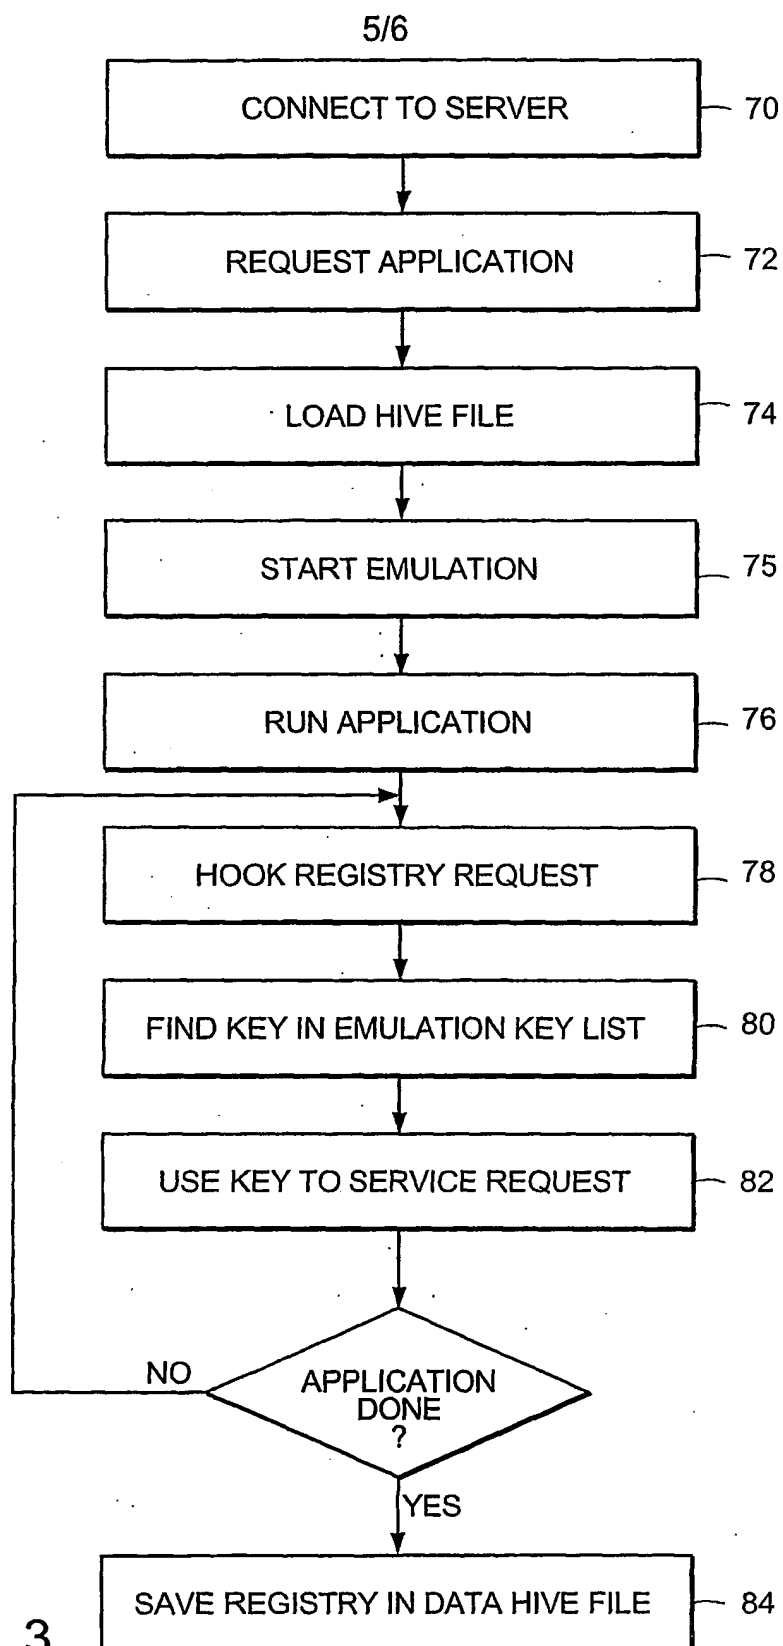 5/6
CONNECT TO SERVER
70
REQUEST APPLICATION
72
LOAD HIVE FILE
74
START EMULATION
75
RUN APPLICATION
76
HOOK REGISTRY REQUEST
78
FIND KEY IN EMULATION KEY LIST
80
USE KEY TO SERVICE REQUEST
82
NO
APPLICATION
DONE
?
YES
SAVE REGISTRY IN DATA HIVE FILE
84
3